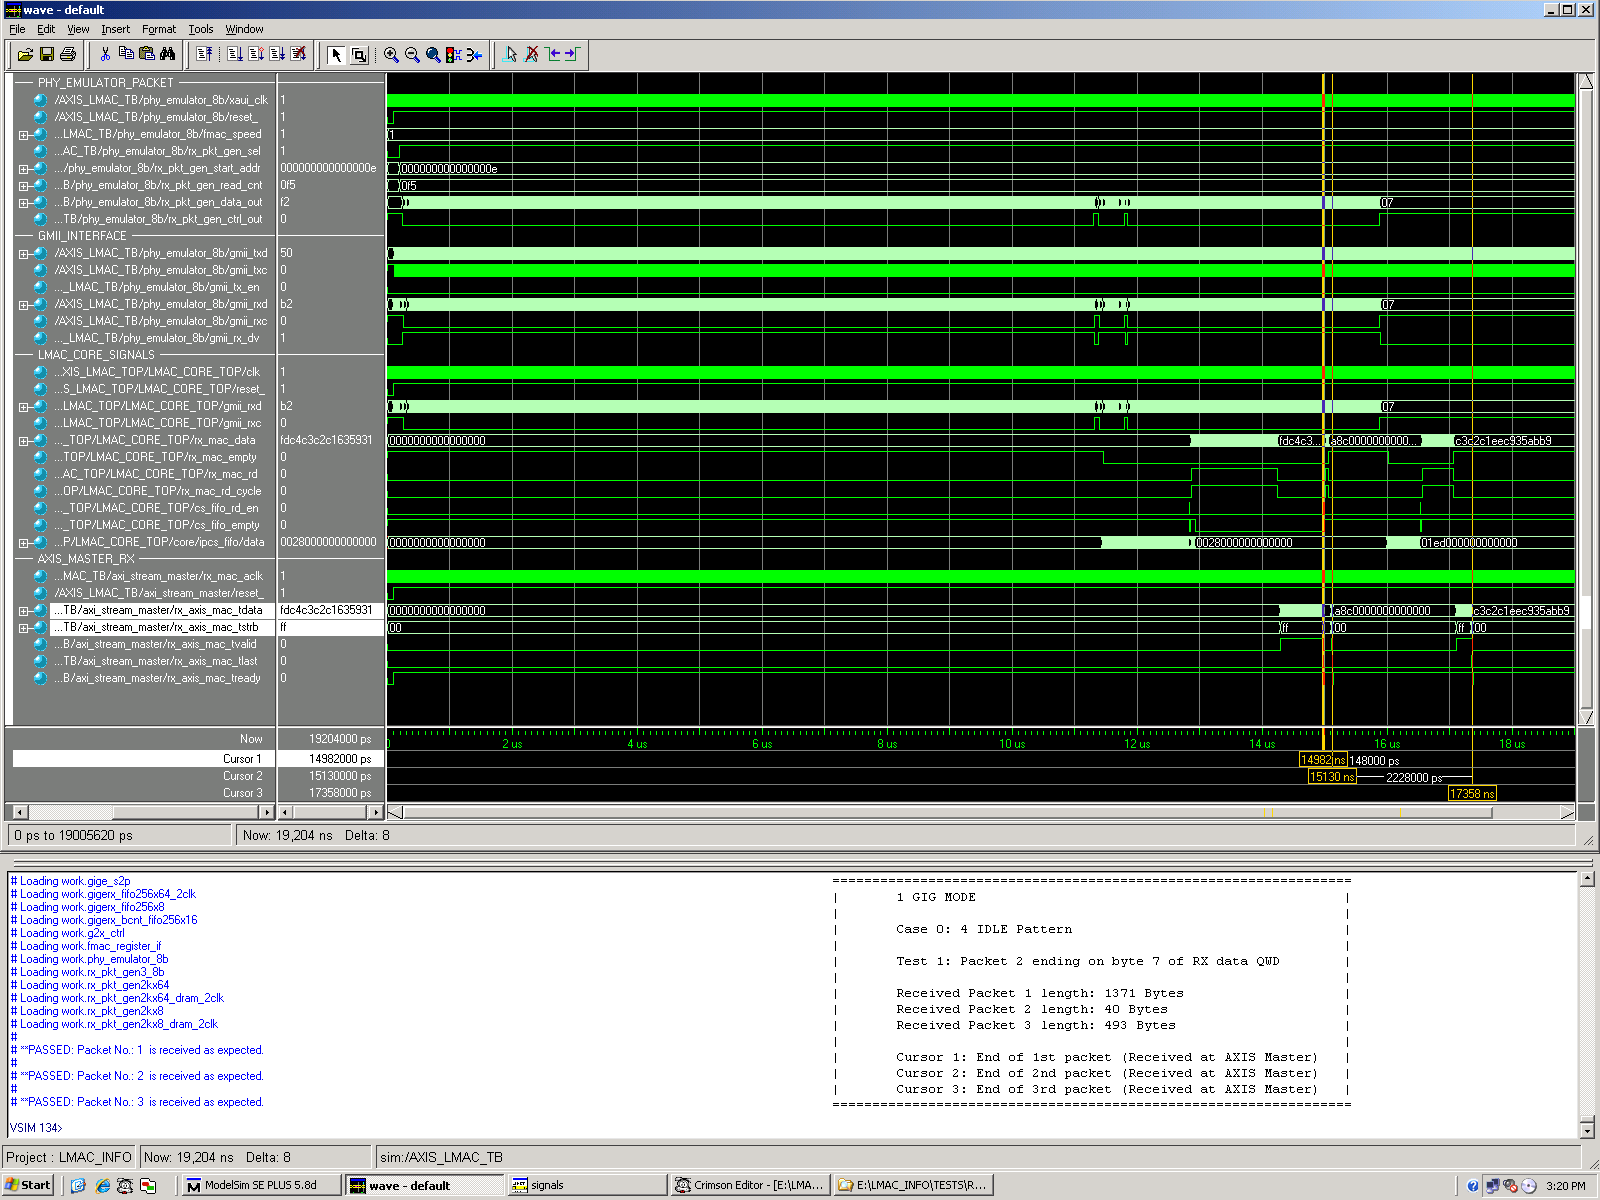 wave - default
File Edit View Insert Format Tools Window
PHY_EMULATOR_PACKET
/AXIS_LMAC_TB/phy_emulator_8b/xaui_clk 1
/AXIS_LMAC_TB/phy_emulator_8b/reset_ 1
...LMAC_TB/phy_emulator_8b/fmac_speed 1 1
...AC_TB/phy_emulator_8b/rx_pkt_gen_sel 1
.../phy_emulator_8b/rx_pkt_gen_start_addr 000000000000000e 000000000000000e
...B/phy_emulator_8b/rx_pkt_gen_read_cnt 0f5 0f5
...B/phy_emulator_8b/rx_pkt_gen_data_out f2 07
...TB/phy_emulator_8b/rx_pkt_gen_ctrl_out 0
GMII_INTERFACE
/AXIS_LMAC_TB/phy_emulator_8b/gmii_txd 50
/AXIS_LMAC_TB/phy_emulator_8b/gmii_txc 0
..._LMAC_TB/phy_emulator_8b/gmii_tx_en 0
/AXIS_LMAC_TB/phy_emulator_8b/gmii_rxd b2 07
/AXIS_LMAC_TB/phy_emulator_8b/gmii_rxc 0
..._LMAC_TB/phy_emulator_8b/gmii_rx_dv 1
LMAC_CORE_SIGNALS
...XIS_LMAC_TOP/LMAC_CORE_TOP/clk 1
...S_LMAC_TOP/LMAC_CORE_TOP/reset_ 1
...LMAC_TOP/LMAC_CORE_TOP/gmii_rxd b2 07
...LMAC_TOP/LMAC_CORE_TOP/gmii_rxc 0
..._TOP/LMAC_CORE_TOP/rx_mac_data fdc4c3c2c1635931 0000000000000000 fdc4c3... a8c0000000000... c3c2c1eec935abb9
...TOP/LMAC_CORE_TOP/rx_mac_empty 0
...AC_TOP/LMAC_CORE_TOP/rx_mac_rd 0
...OP/LMAC_CORE_TOP/rx_mac_rd_cycle 0
..._TOP/LMAC_CORE_TOP/cs_fifo_rd_en 0
..._TOP/LMAC_CORE_TOP/cs_fifo_empty 0
...P/LMAC_CORE_TOP/core/ipcs_fifo/data 0028000000000000 0000000000000000 0028000000000000 01ed000000000000
AXIS_MASTER_RX
...MAC_TB/axi_stream_master/rx_mac_aclk 1
/AXIS_LMAC_TB/axi_stream_master/reset_ 1
...TB/axi_stream_master/rx_axis_mac_tdata fdc4c3c2c1635931 0000000000000000 a8c0000000000000 c3c2c1eec935abb9
...TB/axi_stream_master/rx_axis_mac_tstrb ff 00 ff 00 ff 00
...B/axi_stream_master/rx_axis_mac_tvalid 0
...TB/axi_stream_master/rx_axis_mac_tlast 0
...B/axi_stream_master/rx_axis_mac_tready 0
Now 19204000 ps 2 us 4 us 6 us 8 us 10 us 12 us 14 us 16 us 18 us
Cursor 1 14982000 ps 14982 ns 148000 ps
Cursor 2 15130000 ps 15130 ns 2228000 ps
Cursor 3 17358000 ps 17358 ns
0 ps to 19005620 ps Now: 19,204 ns Delta: 8
# Loading work.gige_s2p
# Loading work.gigerx_fifo256x64_2clk
# Loading work.gigerx_fifo256x8
# Loading work.gigerx_bcnt_fifo256x16
# Loading work.g2x_ctrl
# Loading work.fmac_register_if
# Loading work.phy_emulator_8b
# Loading work.rx_pkt_gen3_8b
# Loading work.rx_pkt_gen2kx64
# Loading work.rx_pkt_gen2kx64_dram_2clk
# Loading work.rx_pkt_gen2kx8
# Loading work.rx_pkt_gen2kx8_dram_2clk
#
# **PASSED: Packet No.: 1 is received as expected.
#
# **PASSED: Packet No.: 2 is received as expected.
#
# **PASSED: Packet No.: 3 is received as expected.
VSIM 134>
1 GIG MODE
Case 0: 4 IDLE Pattern
Test 1: Packet 2 ending on byte 7 of RX data QWD
Received Packet 1 length: 1371 Bytes
Received Packet 2 length: 40 Bytes
Received Packet 3 length: 493 Bytes
Cursor 1: End of 1st packet (Received at AXIS Master)
Cursor 2: End of 2nd packet (Received at AXIS Master)
Cursor 3: End of 3rd packet (Received at AXIS Master)
Project : LMAC_INFO Now: 19,204 ns Delta: 8 sim:/AXIS_LMAC_TB
Start ModelSim SE PLUS 5.8d wave - default signals Crimson Editor - [E:\LMA... E:\LMAC_INFO\TESTS\R... 3:20 PM